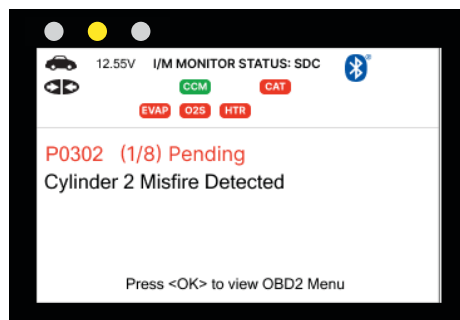 12.55V I/M MONITOR STATUS: SDC
CCM CAT
EVAP O2S HTR
P0302 (1/8) Pending
Cylinder 2 Misfire Detected
Press <OK> to view OBD2 Menu